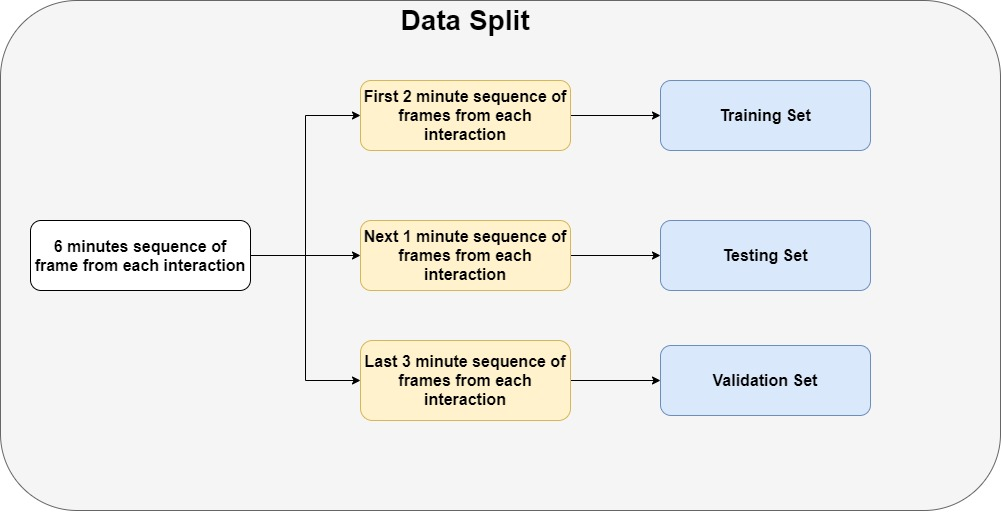 Data Split
First 2 minute sequence of
frames from each
interaction
Training Set
6 minutes sequence of
frame from each interaction
Next 1 minute sequence of
frames from each
interaction
Testing Set
Last 3 minute sequence of
frames from each
interaction
Validation Set